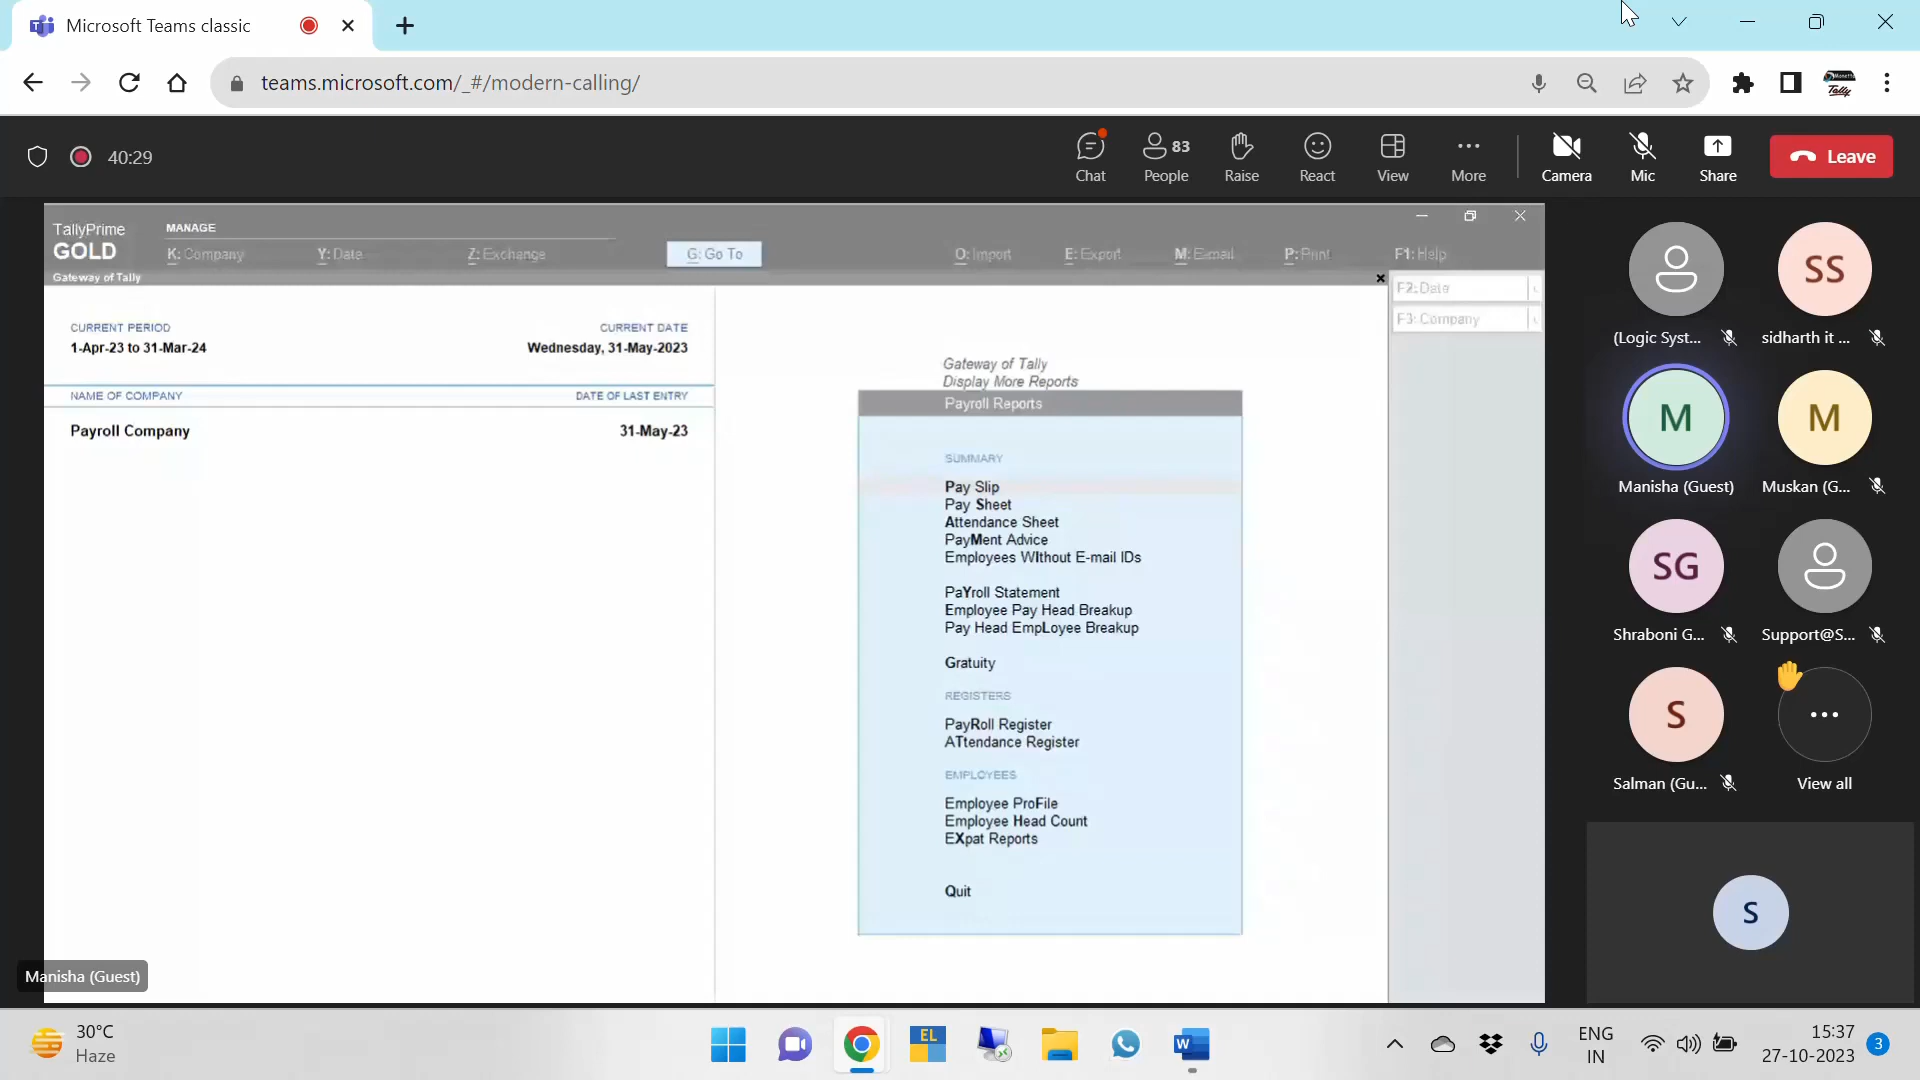 Microsoft Teams classic
teams.microsoft.com/_#/modern-calling/
Tally
40:29
Chat
83
People
Raise
React
View
More
Camera
Mic
Share
Leave
TallyPrime
GOLD
MANAGE
K: Company
Y: Date
Z: Exchange
G: Go To
O: Import
E: Export
M: E-mail
P: Print
F1: Help
Gateway of Tally
F2: Date
F3: Company
CURRENT PERIOD
1-Apr-23 to 31-Mar-24
CURRENT DATE
Wednesday, 31-May-2023
NAME OF COMPANY
DATE OF LAST ENTRY
Payroll Company
31-May-23
Gateway of Tally
Display More Reports
Payroll Reports
SUMMARY
Pay Slip
Pay Sheet
Attendance Sheet
PayMent Advice
Employees WIthout E-mail IDs
PaYroll Statement
Employee Pay Head Breakup
Pay Head EmpLoyee Breakup
Gratuity
REGISTERS
PayRoll Register
ATtendance Register
EMPLOYEES
Employee ProFile
Employee Head Count
EXpat Reports
Quit
Manisha (Guest)
(Logic Syst...
SS
sidharth it ...
M
Manisha (Guest)
M
Muskan (G...
SG
Shraboni G...
Support@S...
S
Salman (Gu...
View all
S
30°C
Haze
EL
W
ENG
IN
15:37
27-10-2023
3